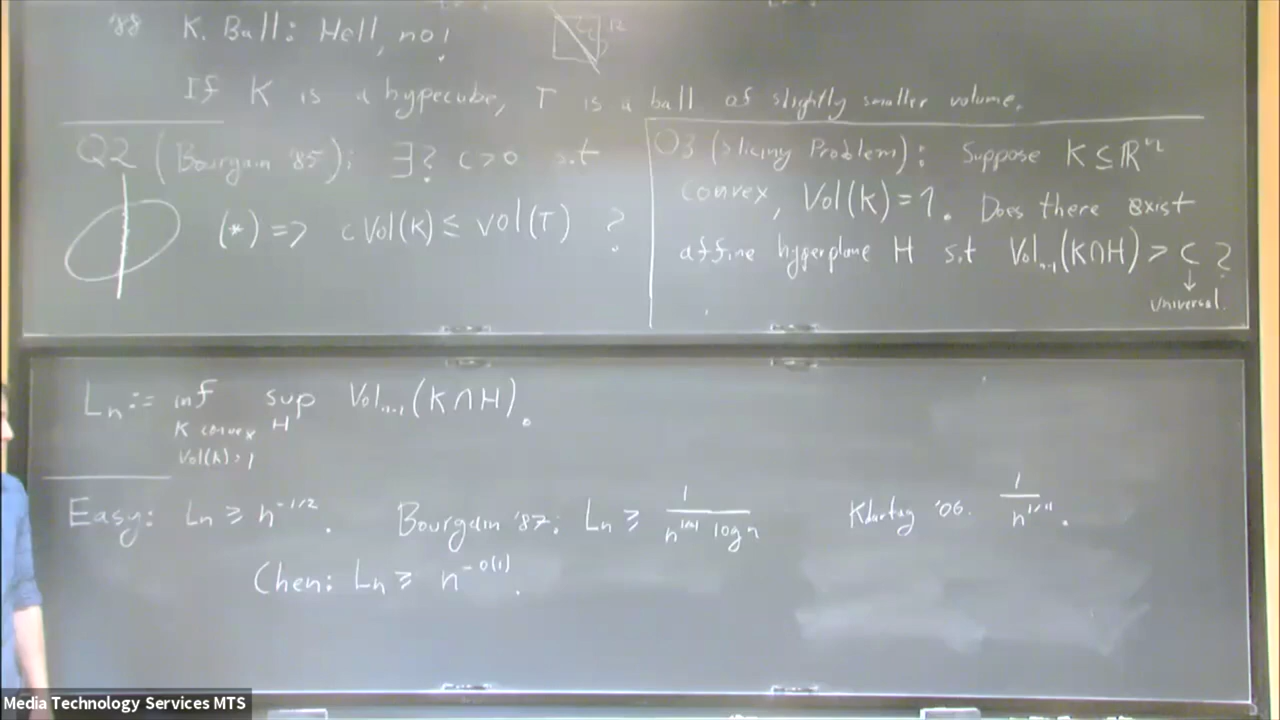 '88 K. Ball: Hell, no!
If K is a hypecube, T is a ball of slightly smaller volume.
Q2 (Bourgain '85): ∃? c>0 s.t
(*) => c Vol(K) ≤ Vol(T) ?
Q3 (Slicing Problem): Suppose K ⊆ ℝⁿ
convex, Vol(K)=1. Does there exist
affine hyperplane H s.t Vol_{n-1}(K∩H) > C ?
↓
universal.
L_n := inf sup Vol_{n-1}(K∩H).
K convex H
Vol(K)=1
Easy: L_n ≥ n^{-1/2}. Bourgain '87: L_n ≥ 1/(n^{1/4} log n) Klartag '06. 1/n^{1/4}.
Chen: L_n ≥ n^{-o(1)}.
Media Technology Services MTS